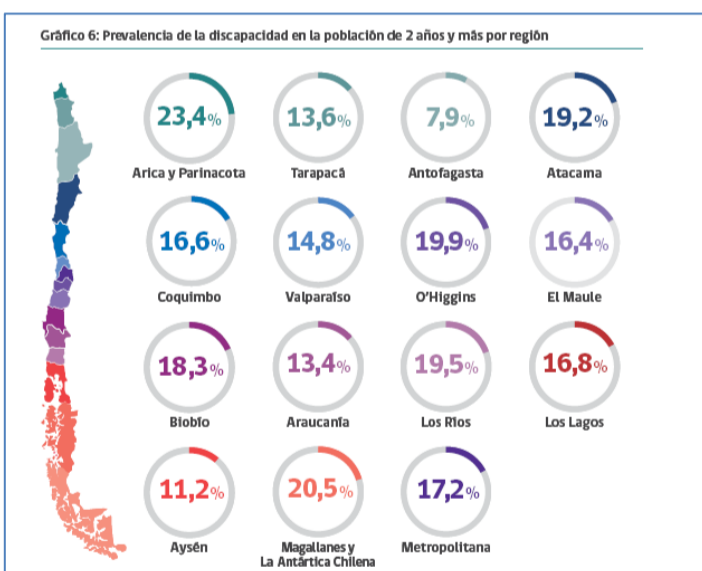 Gráfico 6: Prevalencia de la discapacidad en la población de 2 años y más por región
23,4% 13,6% 7,9% 19,2%
Arica y Parinacota Tarapacá Antofagasta Atacama
16,6% 14,8% 19,9% 16,4%
Coquimbo Valparaíso O'Higgins El Maule
18,3% 13,4% 19,5% 16,8%
Biobío Araucanía Los Ríos Los Lagos
11,2% 20,5% 17,2%
Aysén Magallanes y Metropolitana
La Antártica Chilena